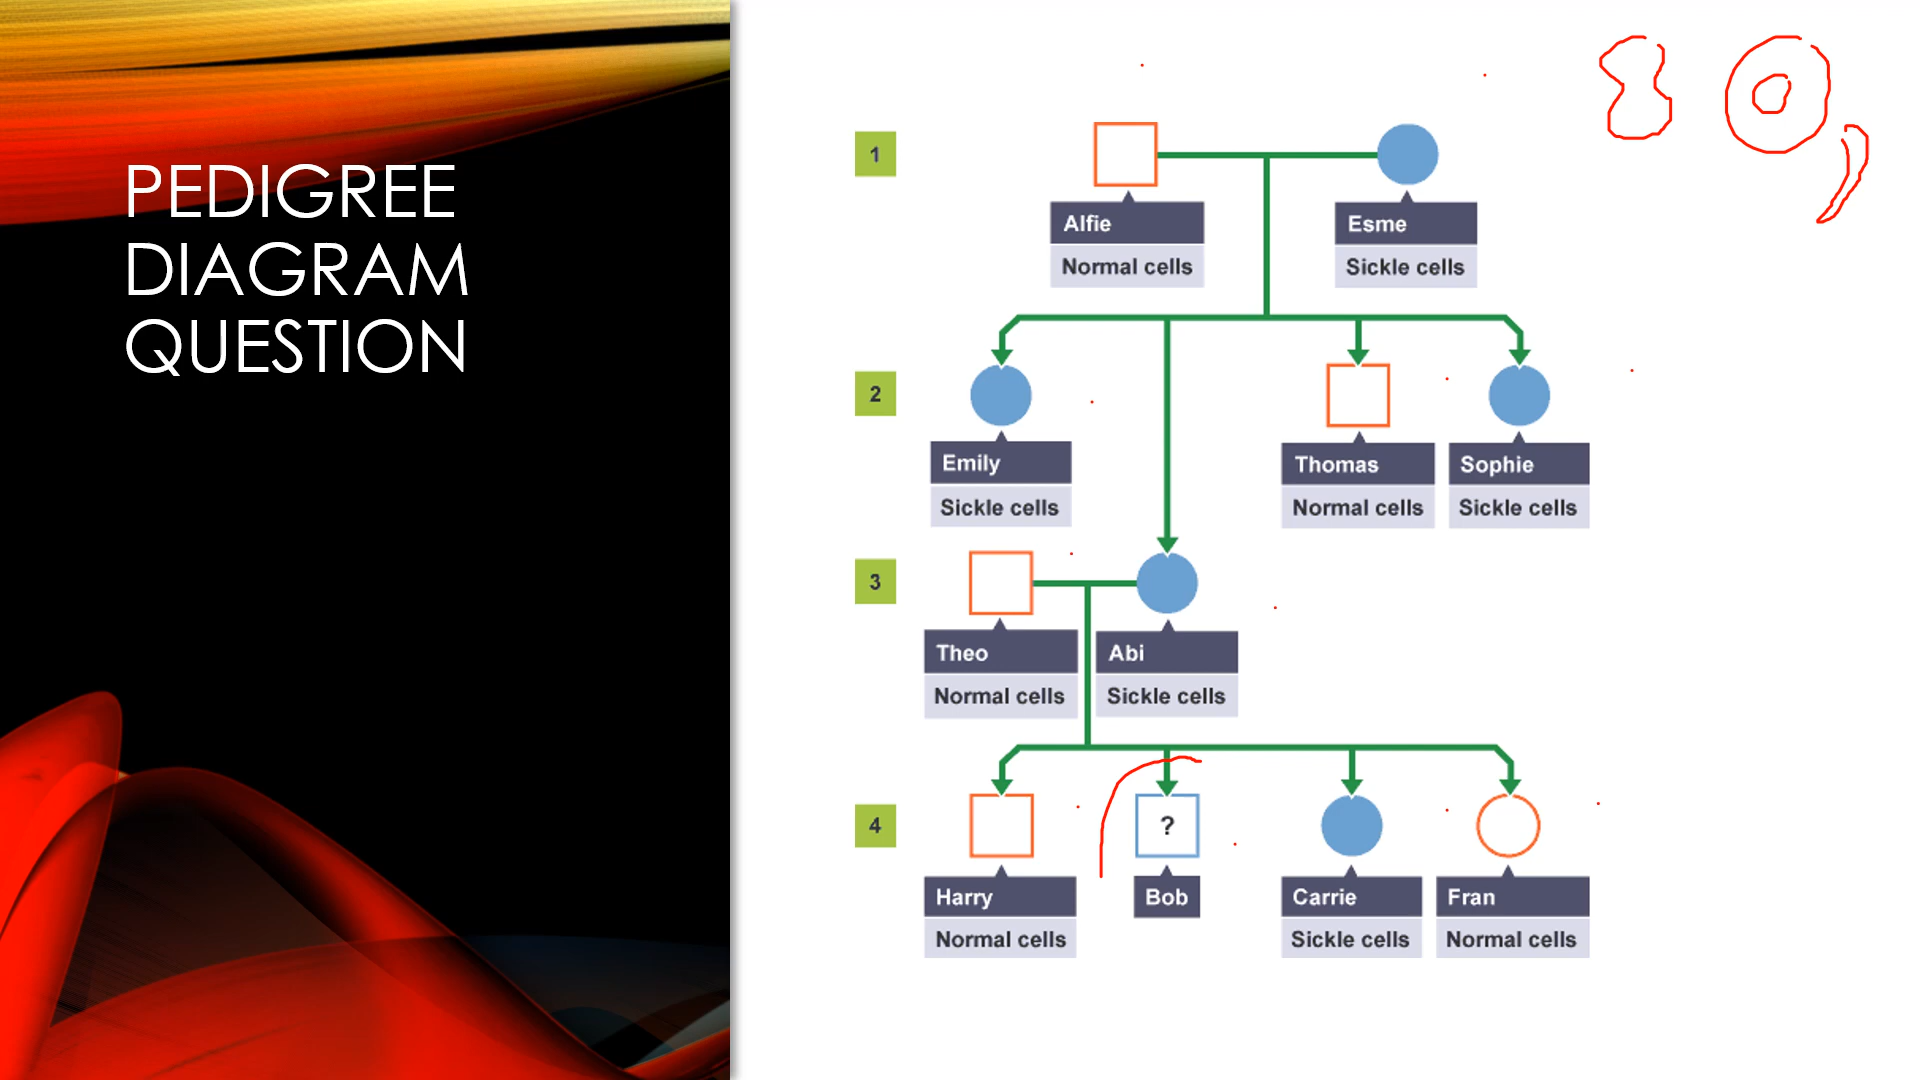 PEDIGREE
DIAGRAM
QUESTION
1
Alfie
Normal cells
Esme
Sickle cells
2
Emily
Sickle cells
Thomas
Normal cells
Sophie
Sickle cells
3
Theo
Normal cells
Abi
Sickle cells
4
?
Harry
Normal cells
Bob
Carrie
Sickle cells
Fran
Normal cells